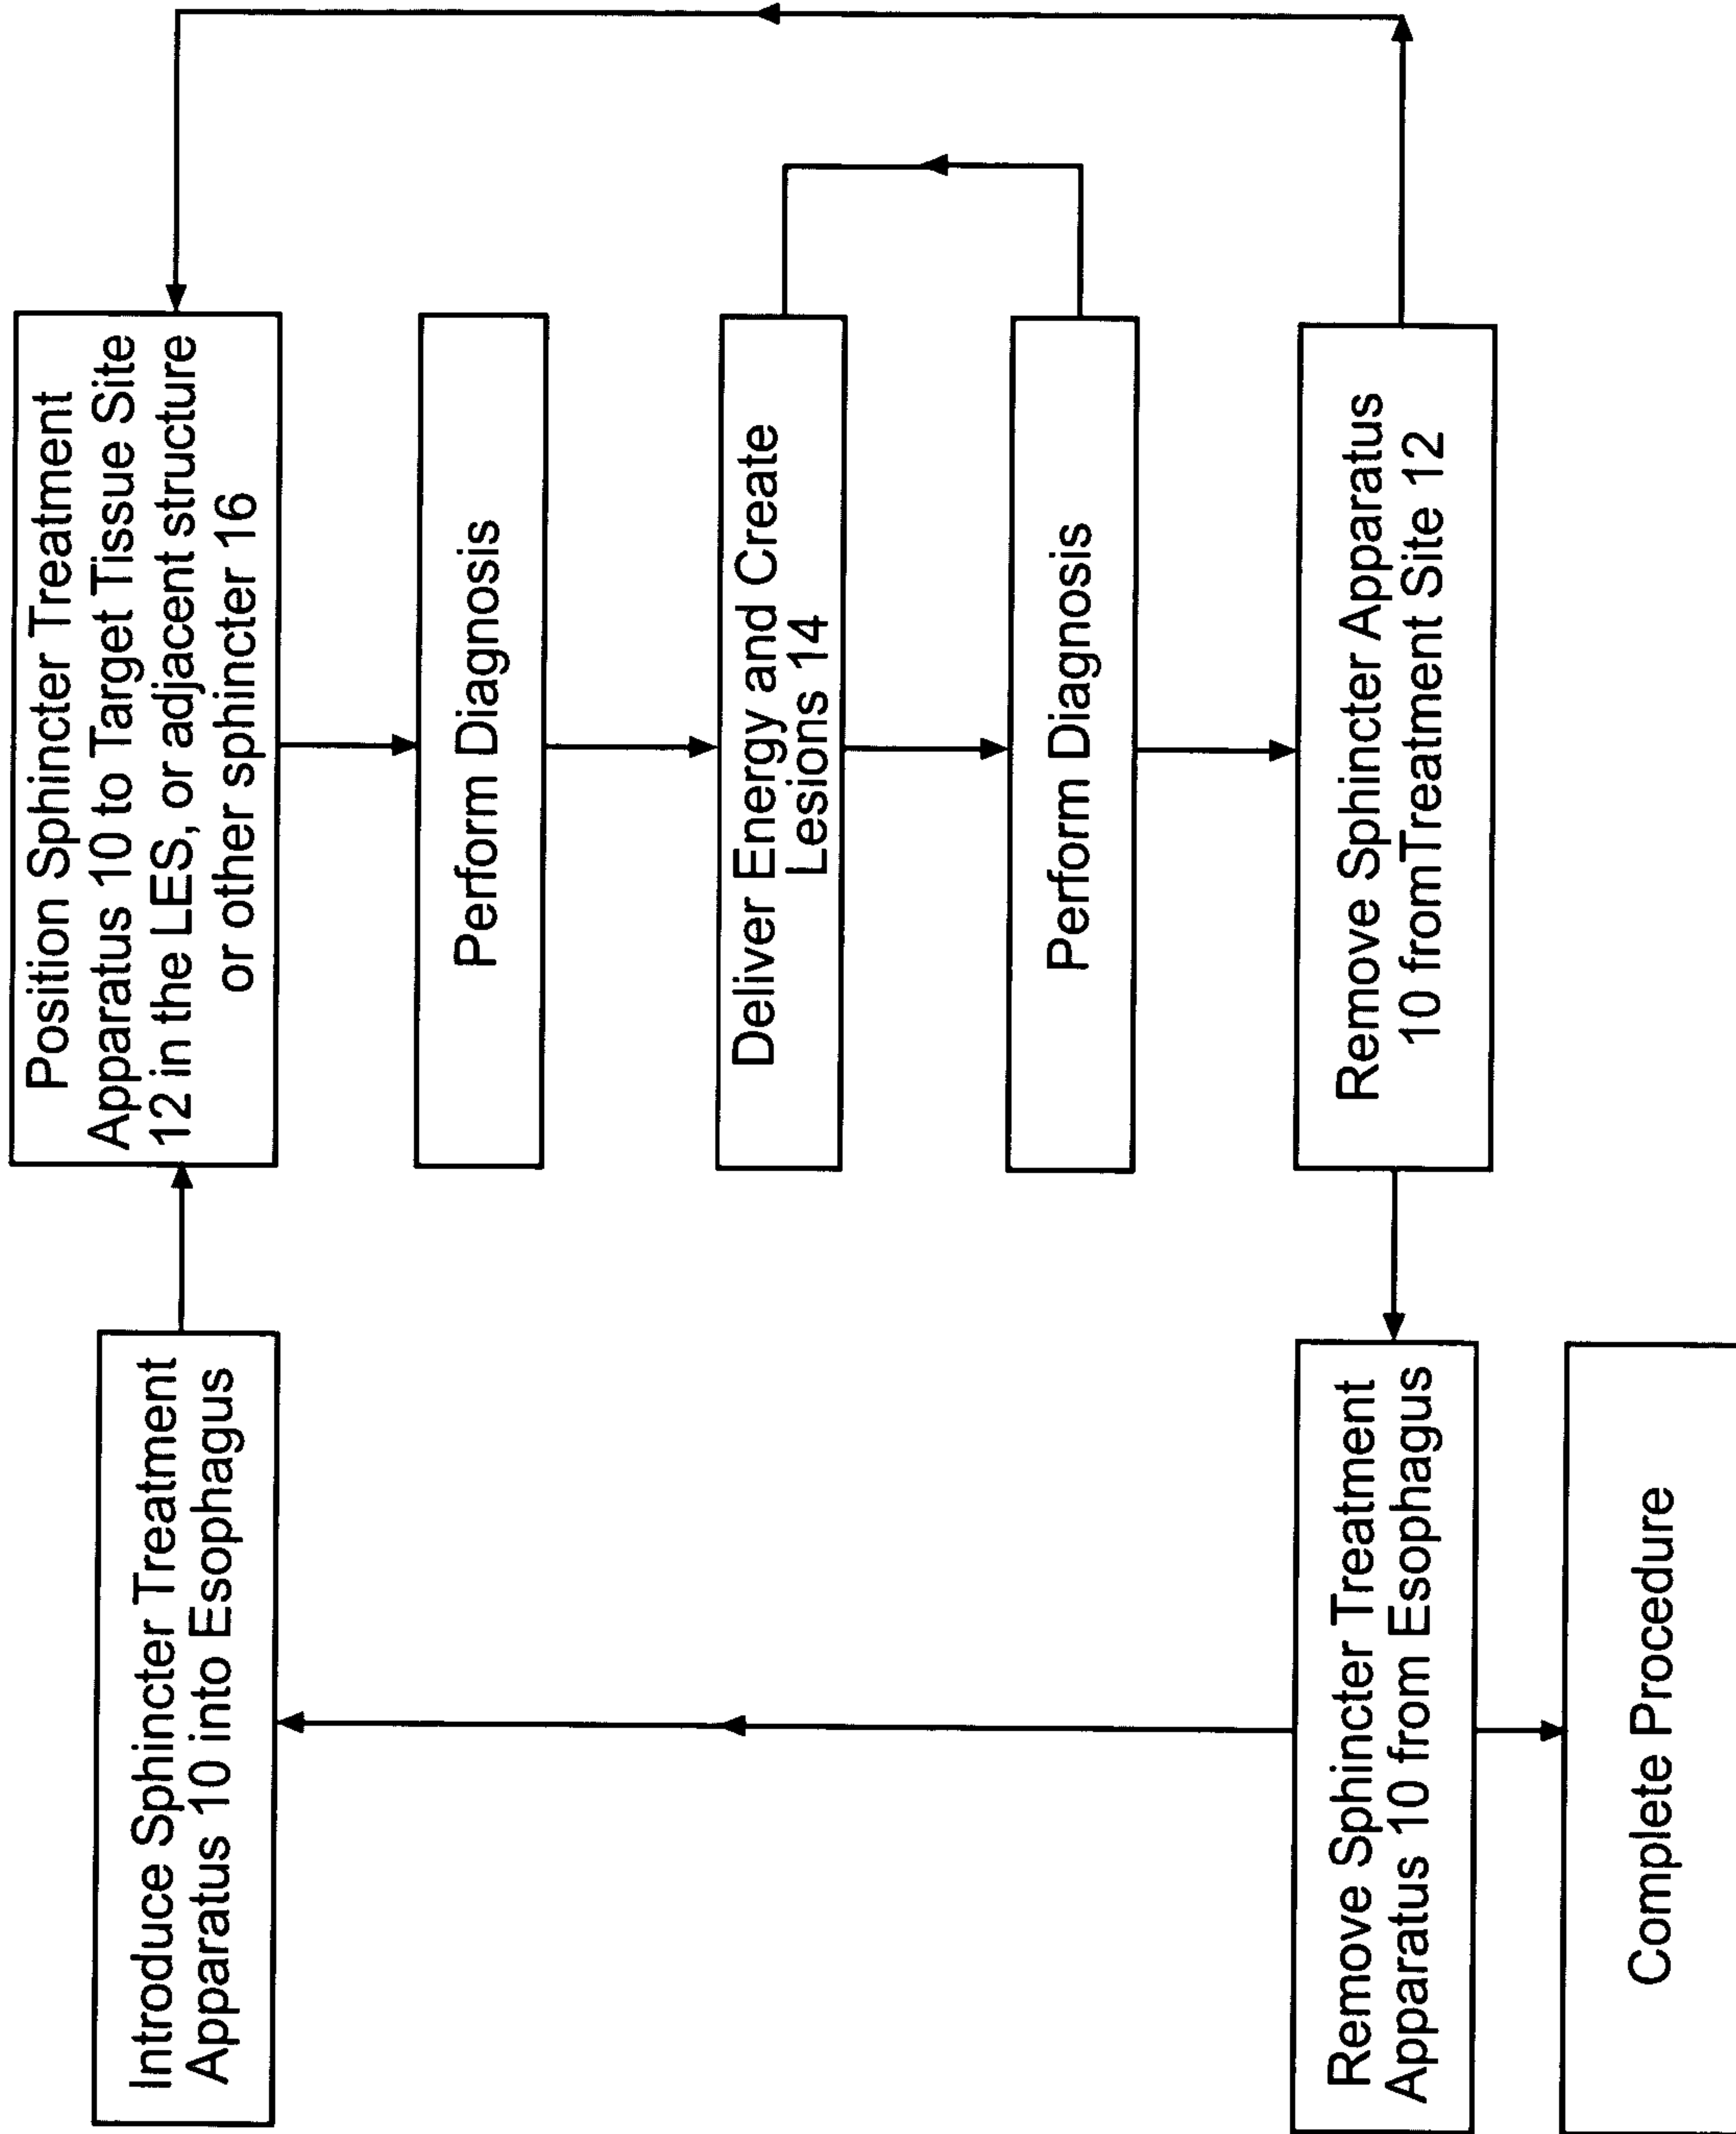 Introduce Sphincter Treatment
Apparatus 10 into Esophagus
Position Sphincter Treatment
Apparatus 10 to Target Tissue Site
12 in the LES, or adjacent structure
or other sphincter 16
Perform Diagnosis
Deliver Energy and Create
Lesions 14
Perform Diagnosis
Remove Sphincter Apparatus
10 fromTreatment Site 12
Remove Sphincter Treatment
Apparatus 10 from Esophagus
Complete Procedure